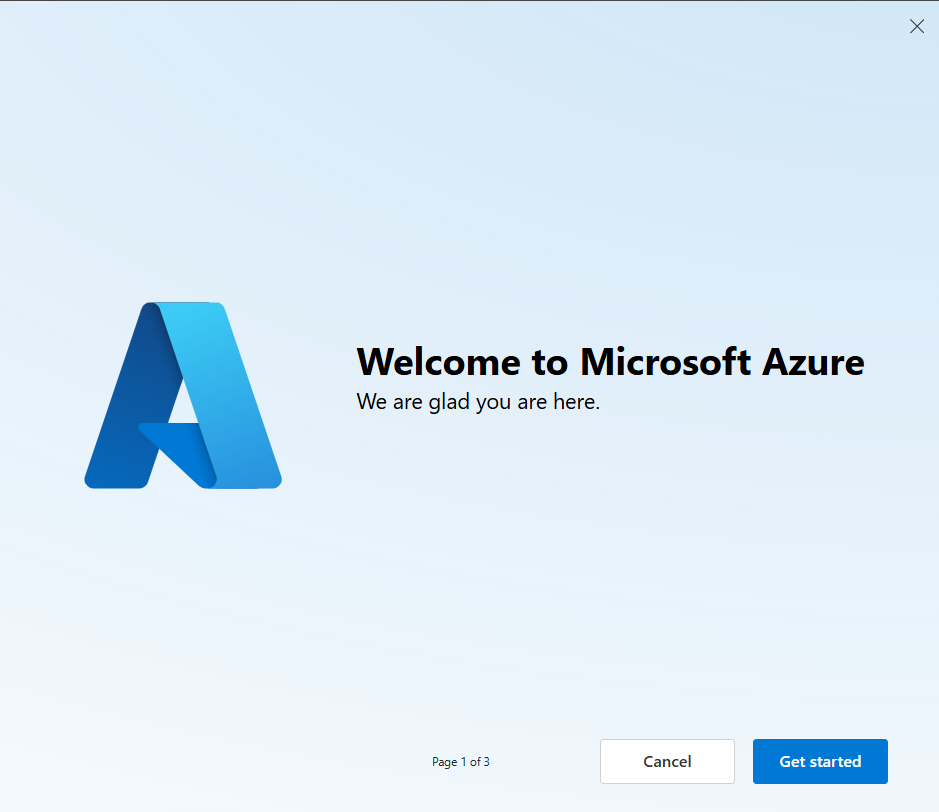 Welcome to Microsoft Azure
We are glad you are here.
Page 1 of 3
Cancel
Get started